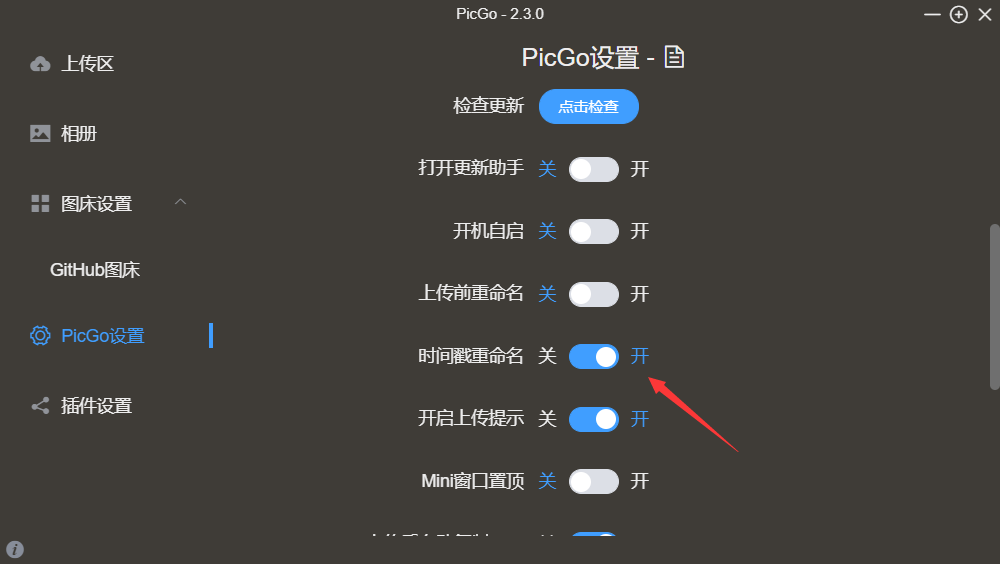 PicGo - 2.3.0
上传区
相册
图床设置
GitHub图床
PicGo设置
插件设置
PicGo设置 -
检查更新 点击检查
打开更新助手 关 开
开机自启 关 开
上传前重命名 关 开
时间戳重命名 关 开
开启上传提示 关 开
Mini窗口置顶 关 开